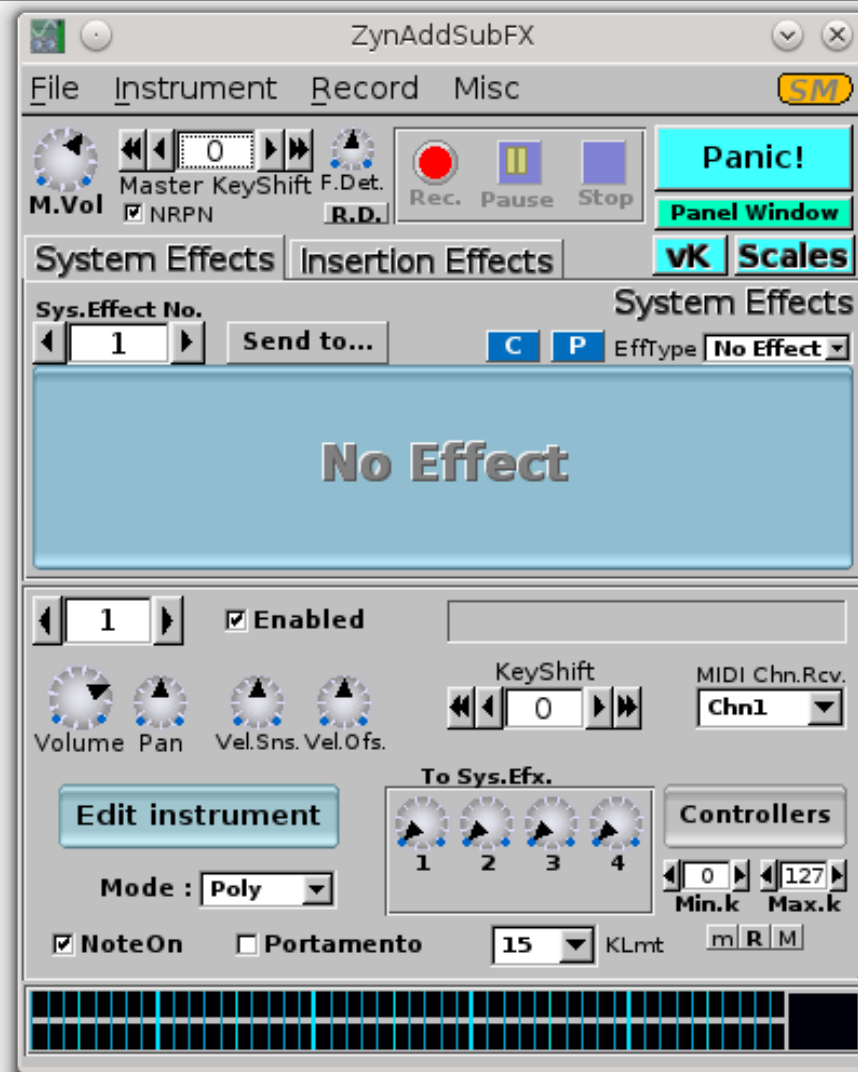 ZynAddSubFX
File Instrument Record Misc SM
0
Master KeyShift F.Det.
M.Vol NRPN R.D.
Rec. Pause Stop
Panic!
Panel Window
System Effects Insertion Effects vK Scales
System Effects
Sys.Effect No.
1 Send to... C P EffType No Effect
No Effect
1 Enabled
KeyShift MIDI Chn.Rcv.
0 Chn1
Volume Pan Vel.Sns. Vel.Ofs.
To Sys.Efx.
Edit instrument Controllers
1 2 3 4
Mode : Poly 0 127
Min.k Max.k
NoteOn Portamento 15 KLmt m R M